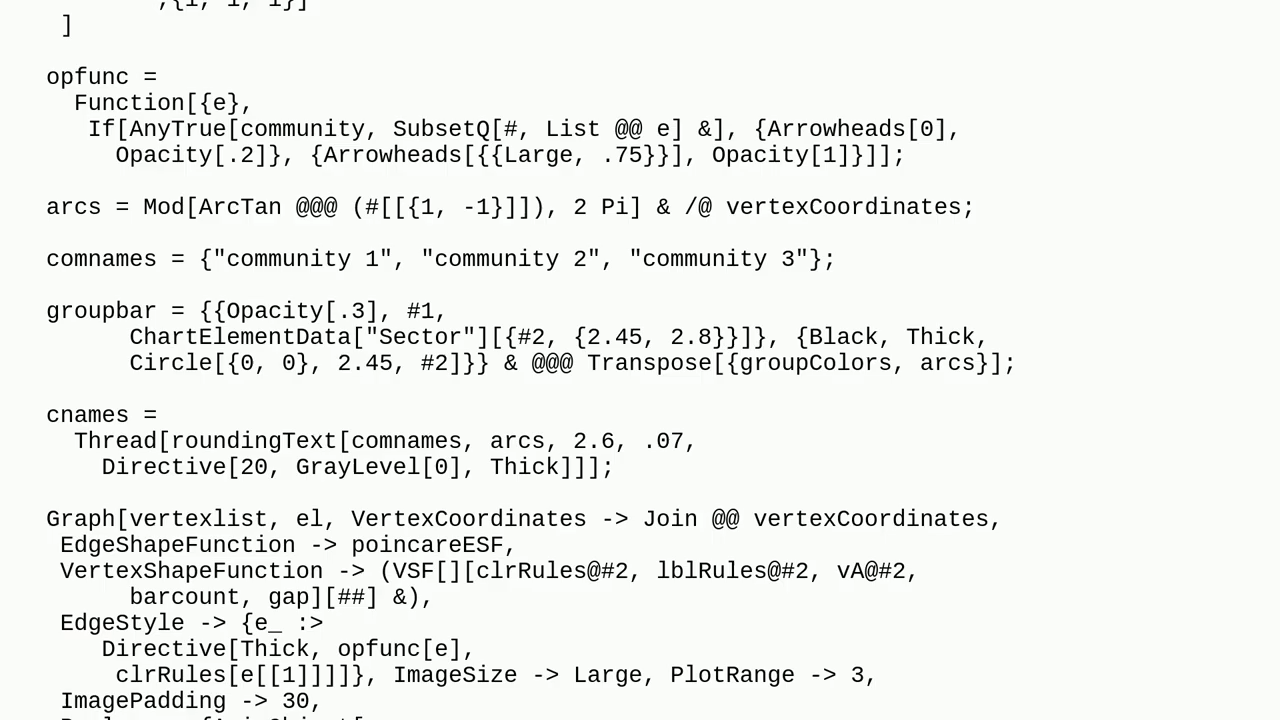 ,{1, 1, 1}]
]
opfunc =
Function[{e},
If[AnyTrue[community, SubsetQ[#, List @@ e] &], {Arrowheads[0],
Opacity[.2]}, {Arrowheads[{{Large, .75}}], Opacity[1]}]];
arcs = Mod[ArcTan @@@ (#[[{1, -1}]]), 2 Pi] & /@ vertexCoordinates;
comnames = {"community 1", "community 2", "community 3"};
groupbar = {{Opacity[.3], #1,
ChartElementData["Sector"][{#2, {2.45, 2.8}}]}, {Black, Thick,
Circle[{0, 0}, 2.45, #2]}} & @@@ Transpose[{groupColors, arcs}];
cnames =
Thread[roundingText[comnames, arcs, 2.6, .07,
Directive[20, GrayLevel[0], Thick]]];
Graph[vertexlist, el, VertexCoordinates -> Join @@ vertexCoordinates,
EdgeShapeFunction -> poincareESF,
VertexShapeFunction -> (VSF[][clrRules@#2, lblRules@#2, vA@#2,
barcount, gap][##] &),
EdgeStyle -> {e_ :>
Directive[Thick, opfunc[e],
clrRules[e[[1]]]]}, ImageSize -> Large, PlotRange -> 3,
ImagePadding -> 30,